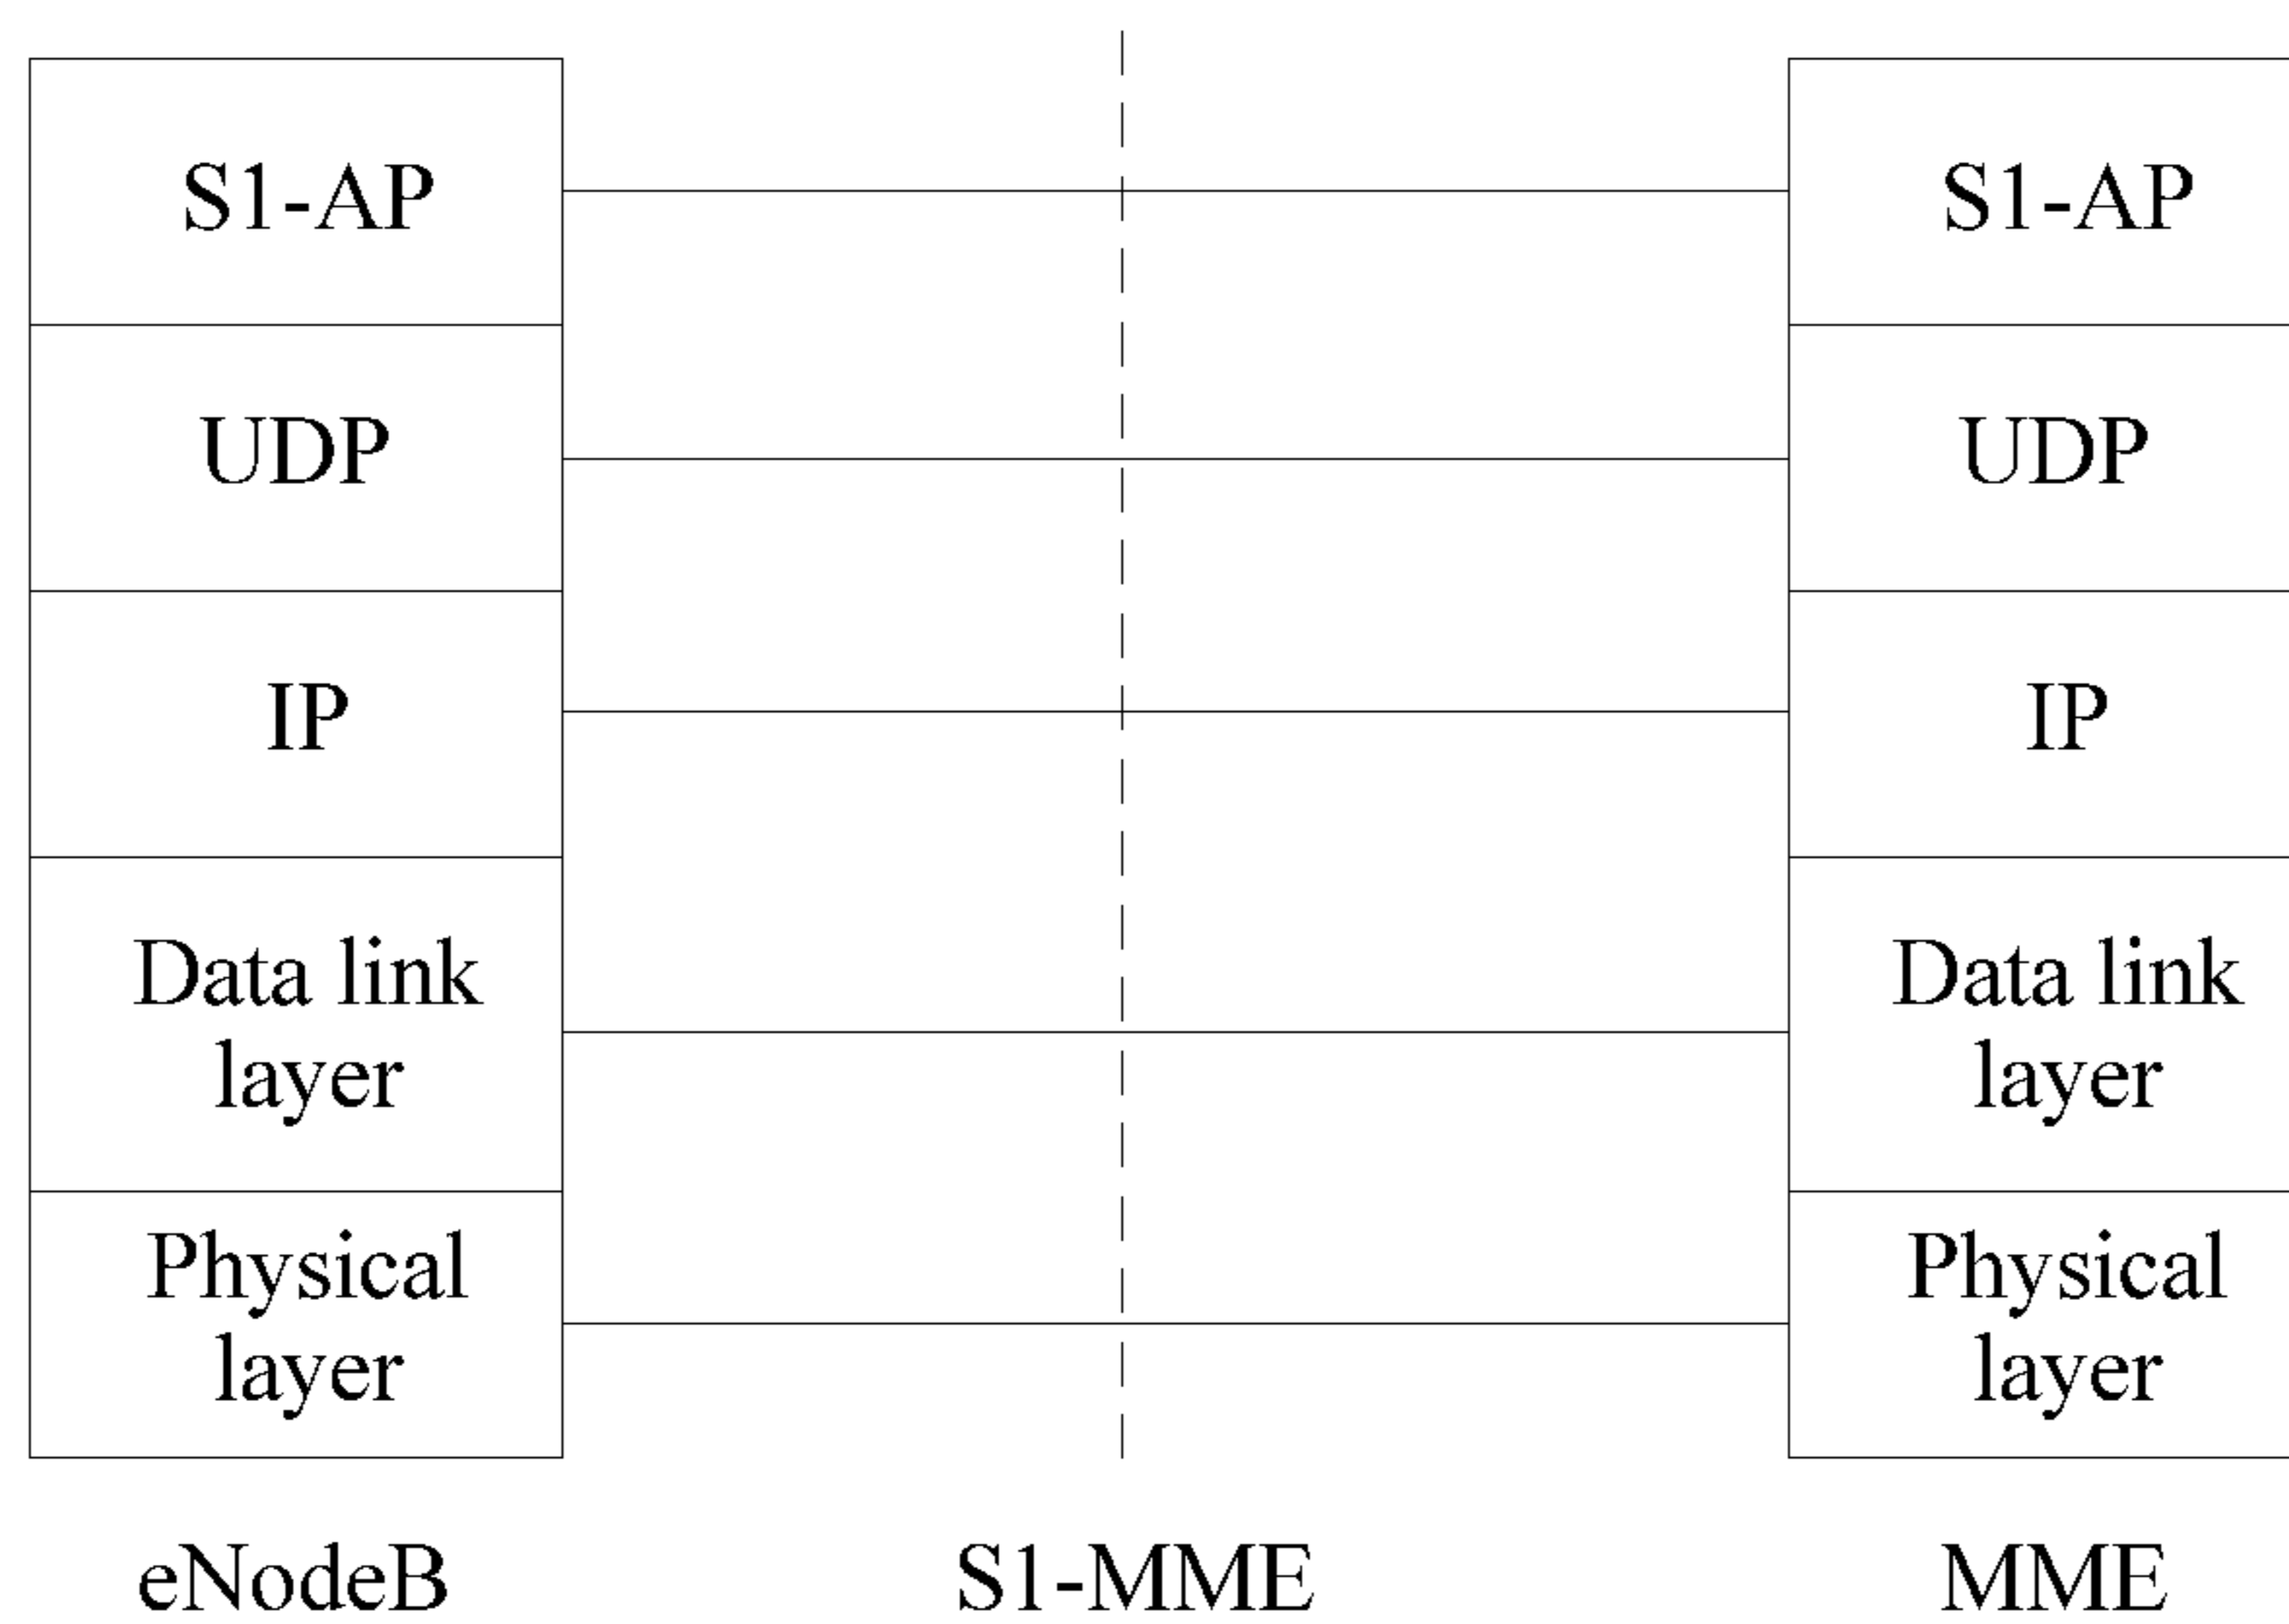 S1-AP
S1-AP
UDP
UDP
IP
IP
Data link
layer
Data link
layer
Physical
layer
Physical
layer
eNodeB
S1-MME
MME